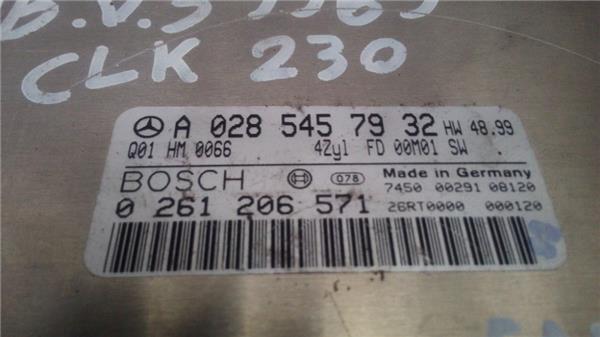 CLK 230
A 028 545 79 32 HW 48.99
Q01 HM 0066 4Zyl FD 00M01 SW
BOSCH 078 Made in Germany
7450 00291 08120
0 261 206 571 26RT0000 000120